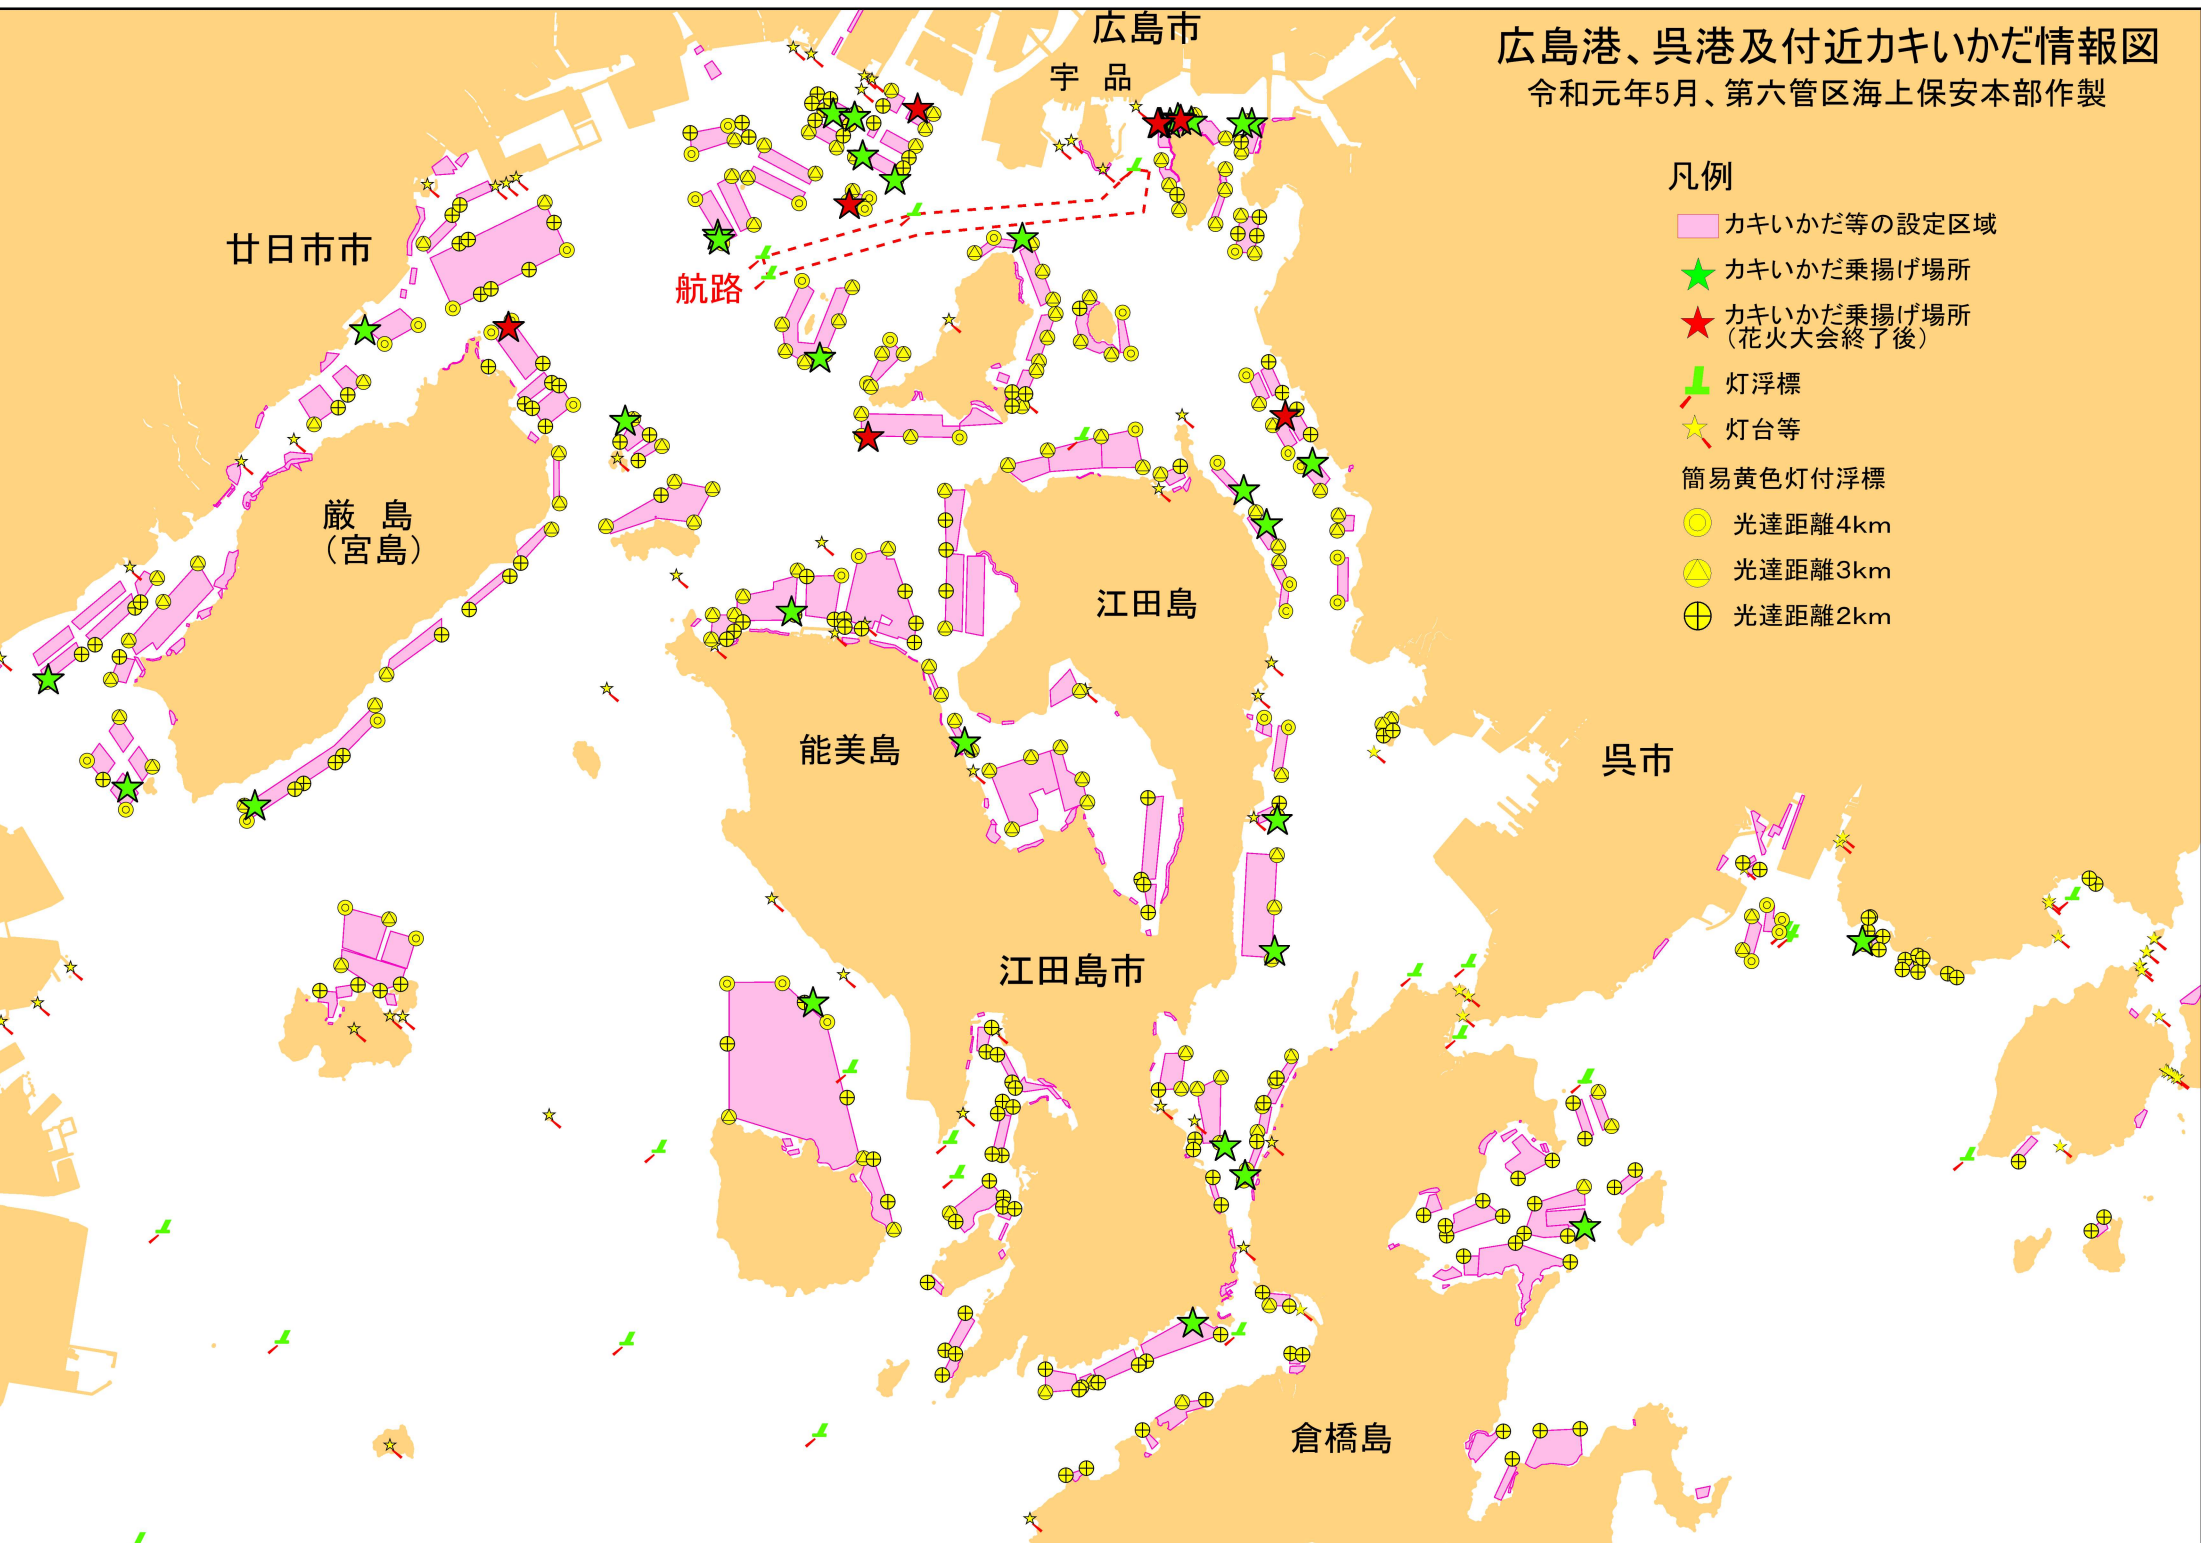 広島港、呉港及付近カキいかだ情報図
令和元年5月、第六管区海上保安本部作製
広島市
宇 品
凡例
カキいかだ等の設定区域
カキいかだ乗揚げ場所
カキいかだ乗揚げ場所
（花火大会終了後）
灯浮標
灯台等
簡易黄色灯付浮標
光達距離4km
光達距離3km
光達距離2km
廿日市市
航路
厳 島
（宮島）
江田島
能美島
呉市
江田島市
倉橋島